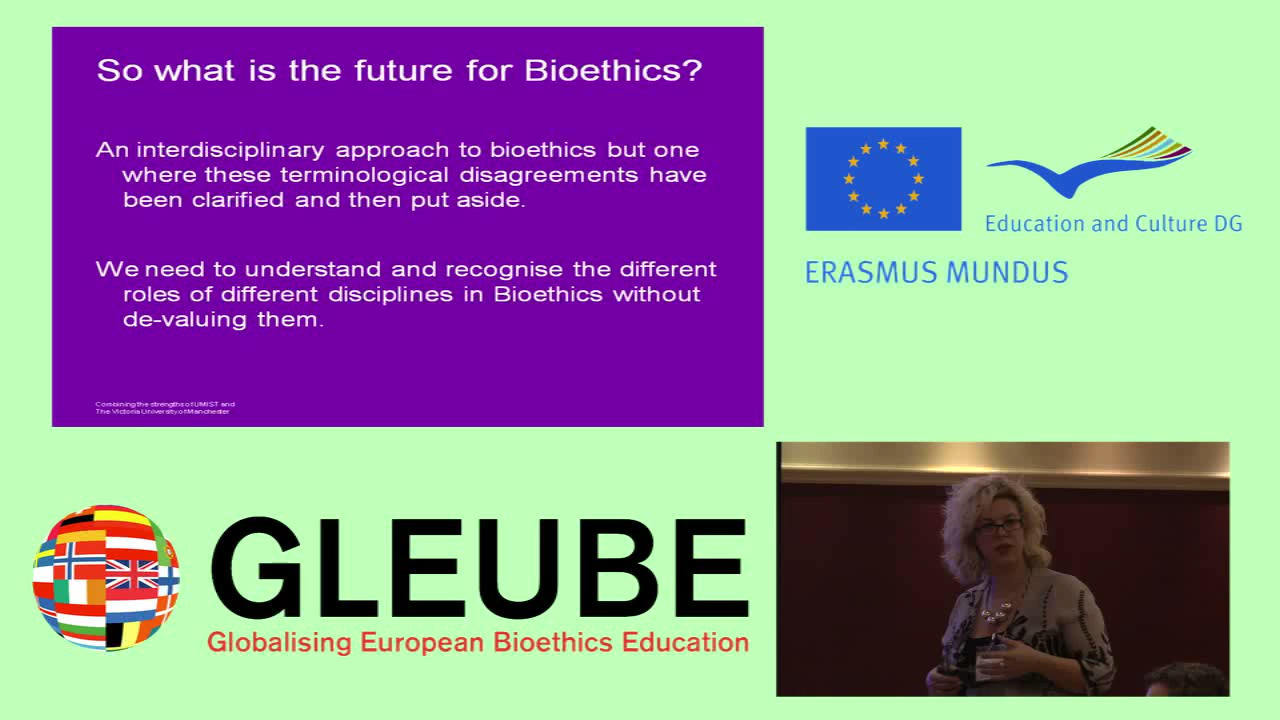 So what is the future for Bioethics?
An interdisciplinary approach to bioethics but one
where these terminological disagreements have
been clarified and then put aside.
We need to understand and recognise the different
roles of different disciplines in Bioethics without
de-valuing them.
Combining the strengths of UMIST and
The Victoria University of Manchester
Education and Culture DG
ERASMUS MUNDUS
GLEUBE
Globalising European Bioethics Education